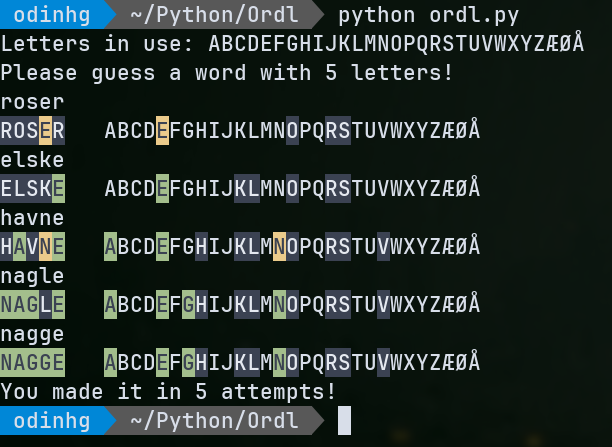 odinhg ~/Python/Ordl python ordl.py
Letters in use: ABCDEFGHIJKLMNOPQRSTUVWXYZÆØÅ
Please guess a word with 5 letters!
roser
ROSER ABCDEFGHIJKLMNOPQRSTUVWXYZÆØÅ
elske
ELSKE ABCDEFGHIJKLMNOPQRSTUVWXYZÆØÅ
havne
HAVNE ABCDEFGHIJKLMNOPQRSTUVWXYZÆØÅ
nagle
NAGLE ABCDEFGHIJKLMNOPQRSTUVWXYZÆØÅ
nagge
NAGGE ABCDEFGHIJKLMNOPQRSTUVWXYZÆØÅ
You made it in 5 attempts!
odinhg ~/Python/Ordl